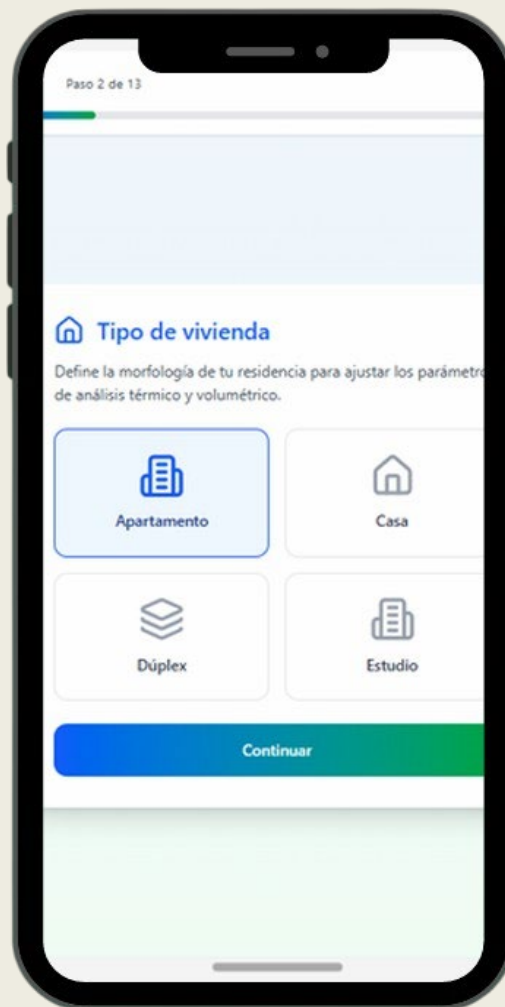 Paso 2 de 13
Tipo de vivienda
Define la morfología de tu residencia para ajustar los parámetro
de análisis térmico y volumétrico.
Apartamento
Casa
Dúplex
Estudio
Continuar